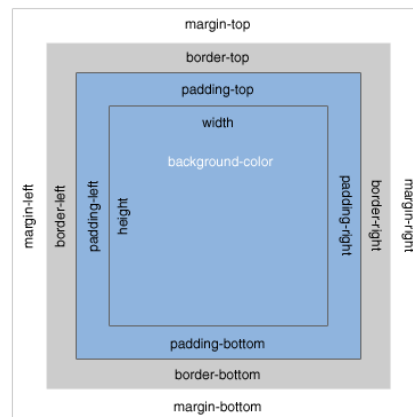 margin-top
border-top
padding-top
width
background-color
margin-left
border-left
padding-left
height
padding-right
border-right
margin-right
padding-bottom
border-bottom
margin-bottom